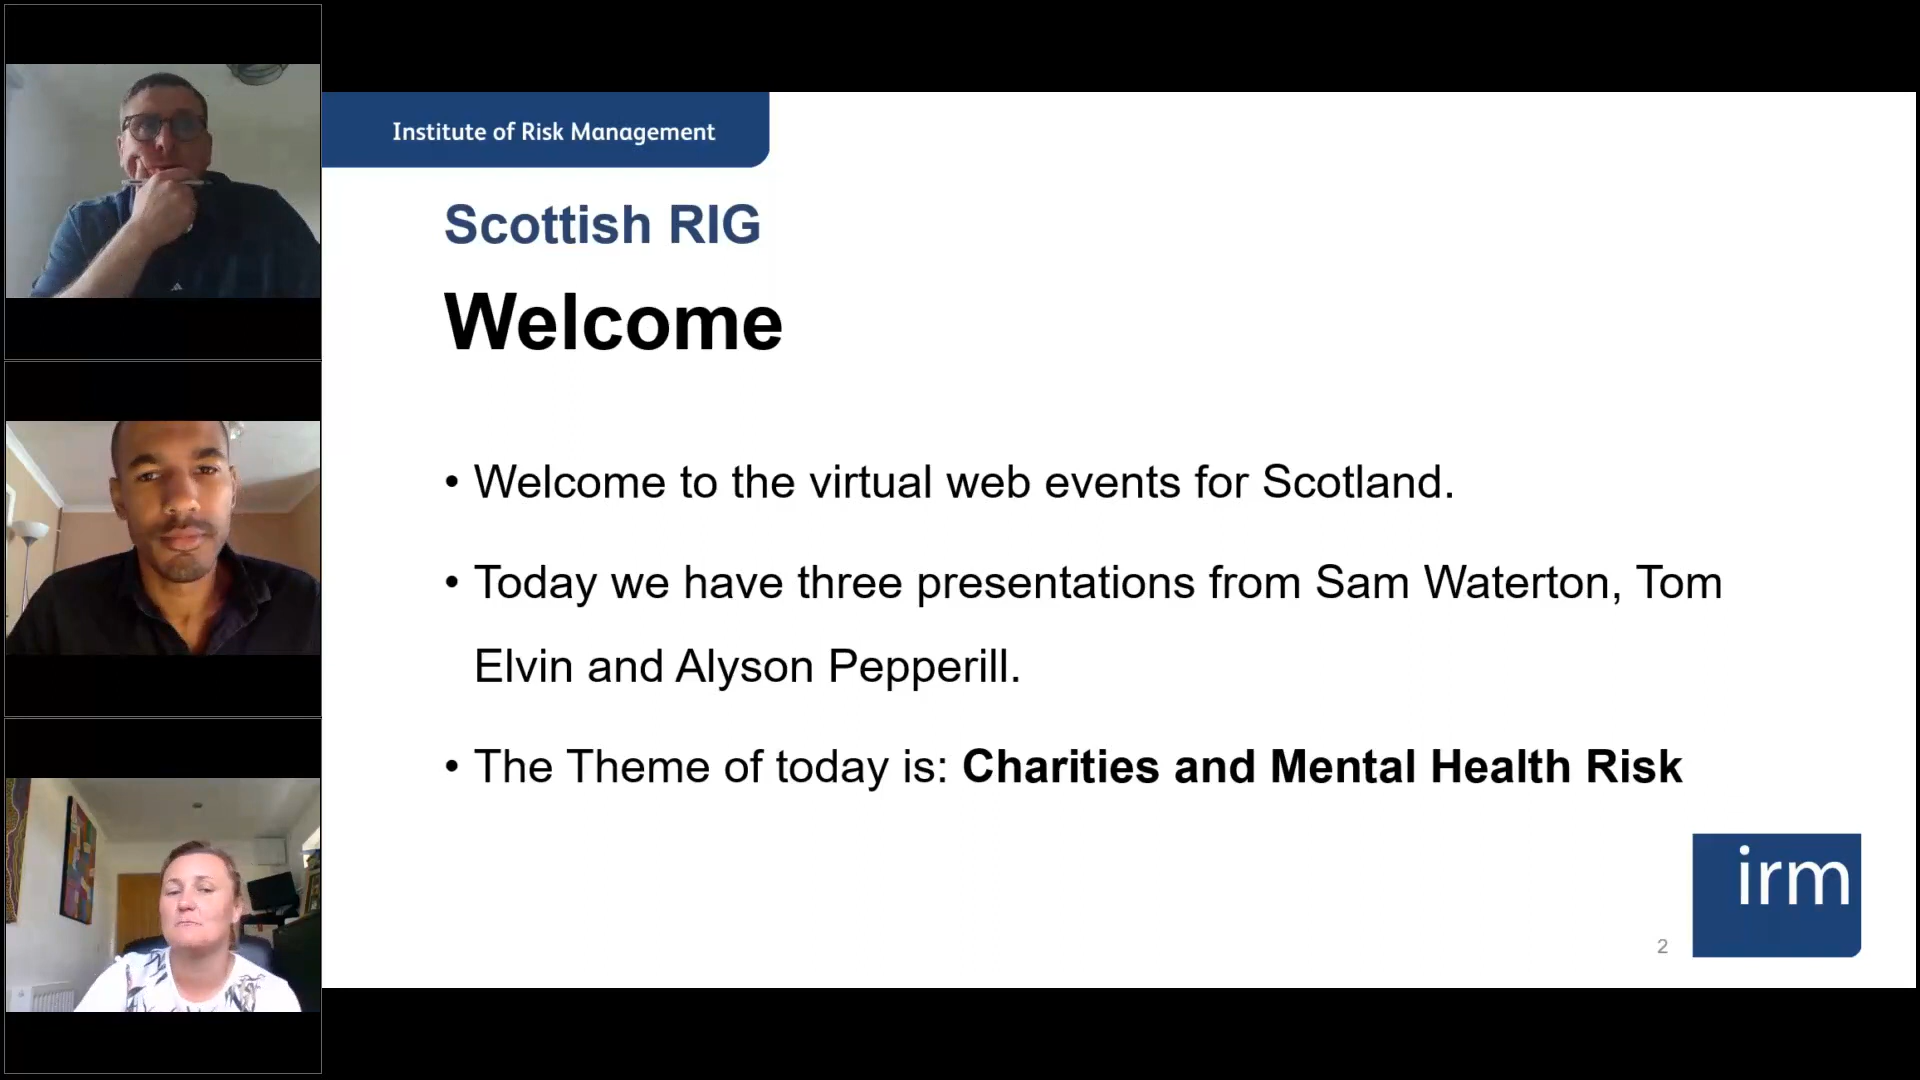 Institute of Risk Management
Scottish RIG
Welcome
• Welcome to the virtual web events for Scotland.
• Today we have three presentations from Sam Waterton, Tom
Elvin and Alyson Pepperill.
• The Theme of today is: Charities and Mental Health Risk
irm
2